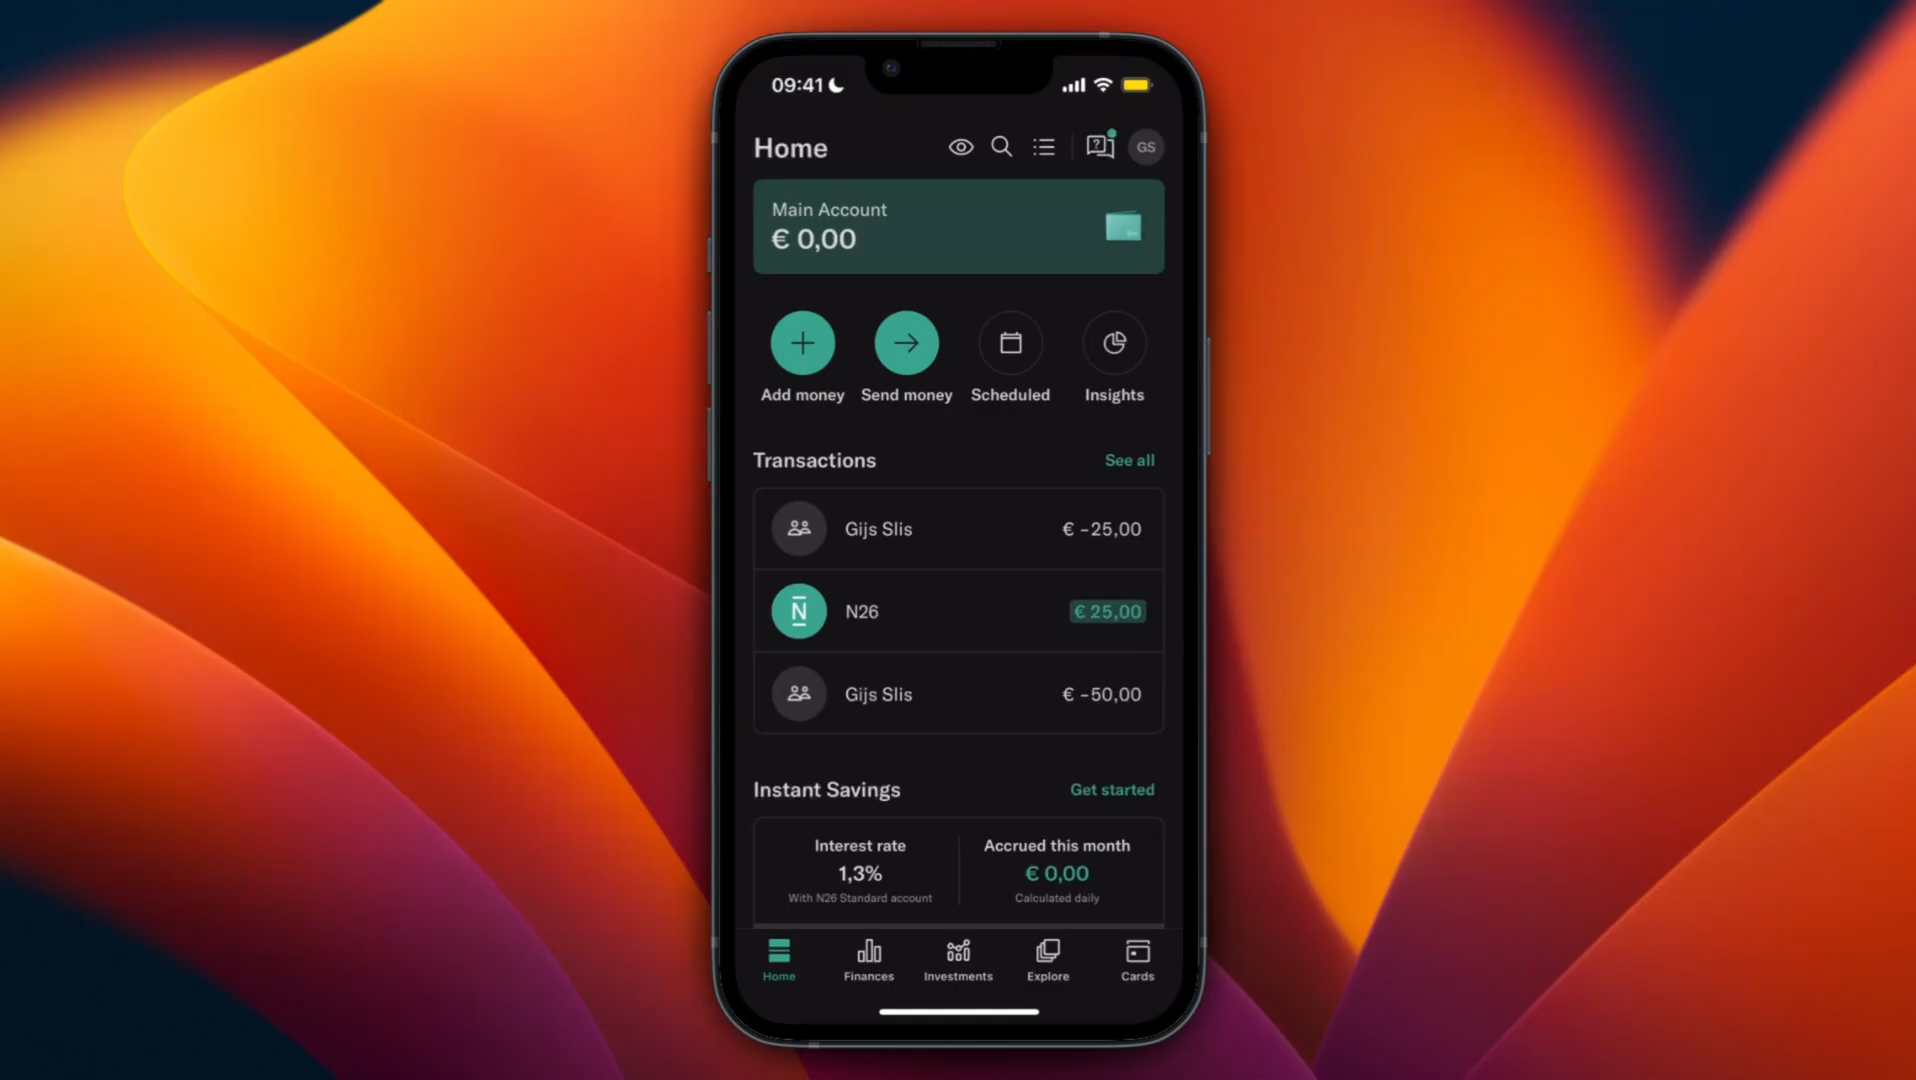 09:41
Home
GS
Main Account
€ 0,00
Add money
Send money
Scheduled
Insights
Transactions
See all
Gijs Slis
€ -25,00
N
N26
€ 25,00
Gijs Slis
€ -50,00
Instant Savings
Get started
Interest rate
1,3%
With N26 Standard account
Accrued this month
€ 0,00
Calculated daily
Home
Finances
Investments
Explore
Cards